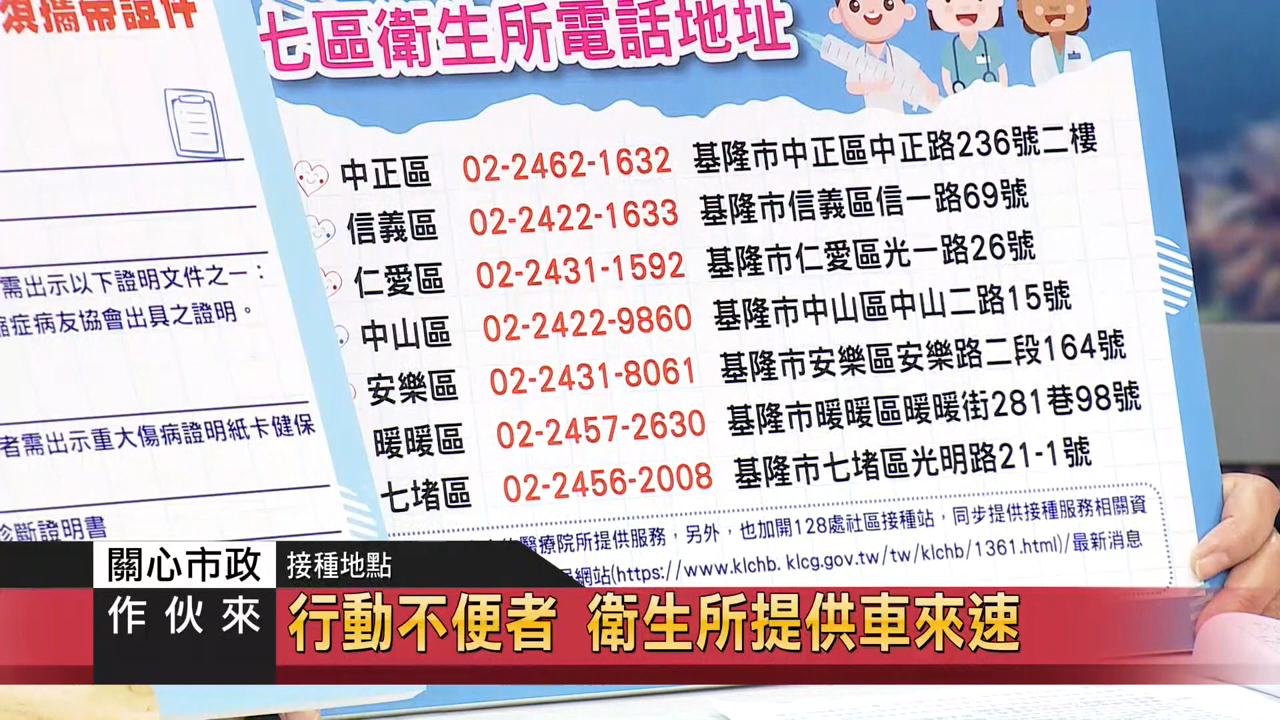 須攜帶證件
需出示以下證明文件之一：
症病友協會出具之證明。
者需出示重大傷病證明紙卡健保
診斷證明書
七區衛生所電話地址
中正區 02-2462-1632 基隆市中正區中正路236號二樓
信義區 02-2422-1633 基隆市信義區信一路69號
仁愛區 02-2431-1592 基隆市仁愛區光一路26號
中山區 02-2422-9860 基隆市中山區中山二路15號
安樂區 02-2431-8061 基隆市安樂區安樂路二段164號
暖暖區 02-2457-2630 基隆市暖暖區暖暖街281巷98號
七堵區 02-2456-2008 基隆市七堵區光明路21-1號
醫療院所提供服務，另外，也加開128處社區接種站，同步提供接種服務相關資
網站(https://www.klchb. klcg.gov.tw/tw/klchb/1361.html)/最新消息
關心市政
作伙來
接種地點
行動不便者 衛生所提供車來速